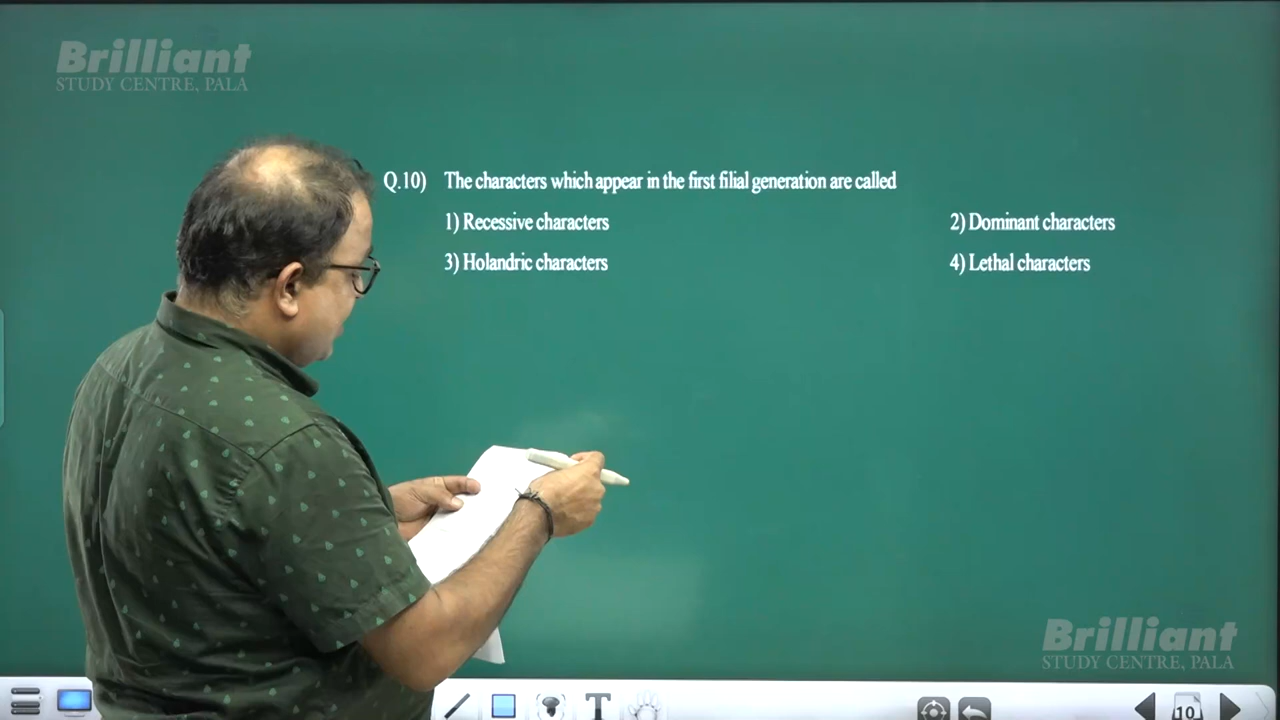 Brilliant
STUDY CENTRE, PALA
Q.10) The characters which appear in the first filial generation are called
1) Recessive characters 2) Dominant characters
3) Holandric characters 4) Lethal characters
Brilliant
STUDY CENTRE, PALA
T
10